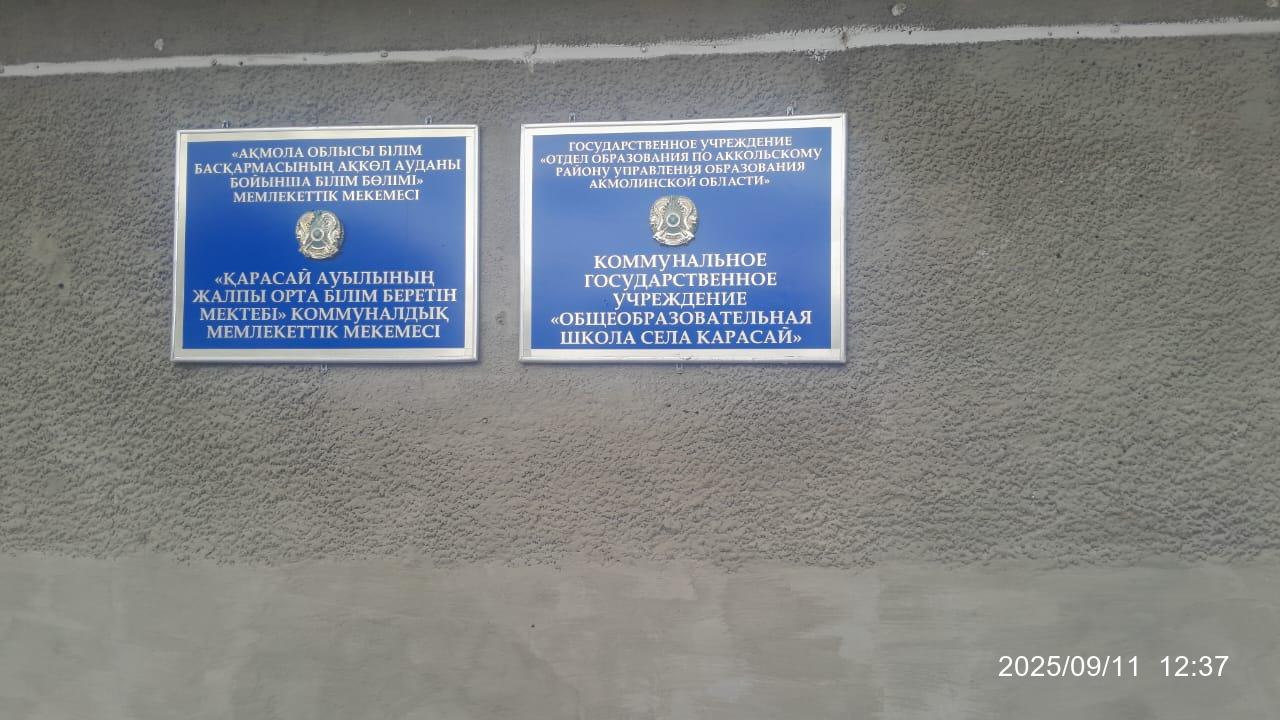 «АҚМОЛА ОБЛЫСЫ БІЛІМ
БАСҚАРМАСЫНЫҢ АҚКӨЛ АУДАНЫ
БОЙЫНША БІЛІМ БӨЛІМІ»
МЕМЛЕКЕТТІК МЕКЕМЕСІ
«ҚАРАСАЙ АУЫЛЫНЫҢ
ЖАЛПЫ ОРТА БІЛІМ БЕРЕТІН
МЕКТЕБІ» КОММУНАЛДЫҚ
МЕМЛЕКЕТТІК МЕКЕМЕСІ
ГОСУДАРСТВЕННОЕ УЧРЕЖДЕНИЕ
«ОТДЕЛ ОБРАЗОВАНИЯ ПО АККОЛЬСКОМУ
РАЙОНУ УПРАВЛЕНИЯ ОБРАЗОВАНИЯ
АКМОЛИНСКОЙ ОБЛАСТИ»
КОММУНАЛЬНОЕ
ГОСУДАРСТВЕННОЕ
УЧРЕЖДЕНИЕ
«ОБЩЕОБРАЗОВАТЕЛЬНАЯ
ШКОЛА СЕЛА КАРАСАЙ»
2025/09/11 12:37